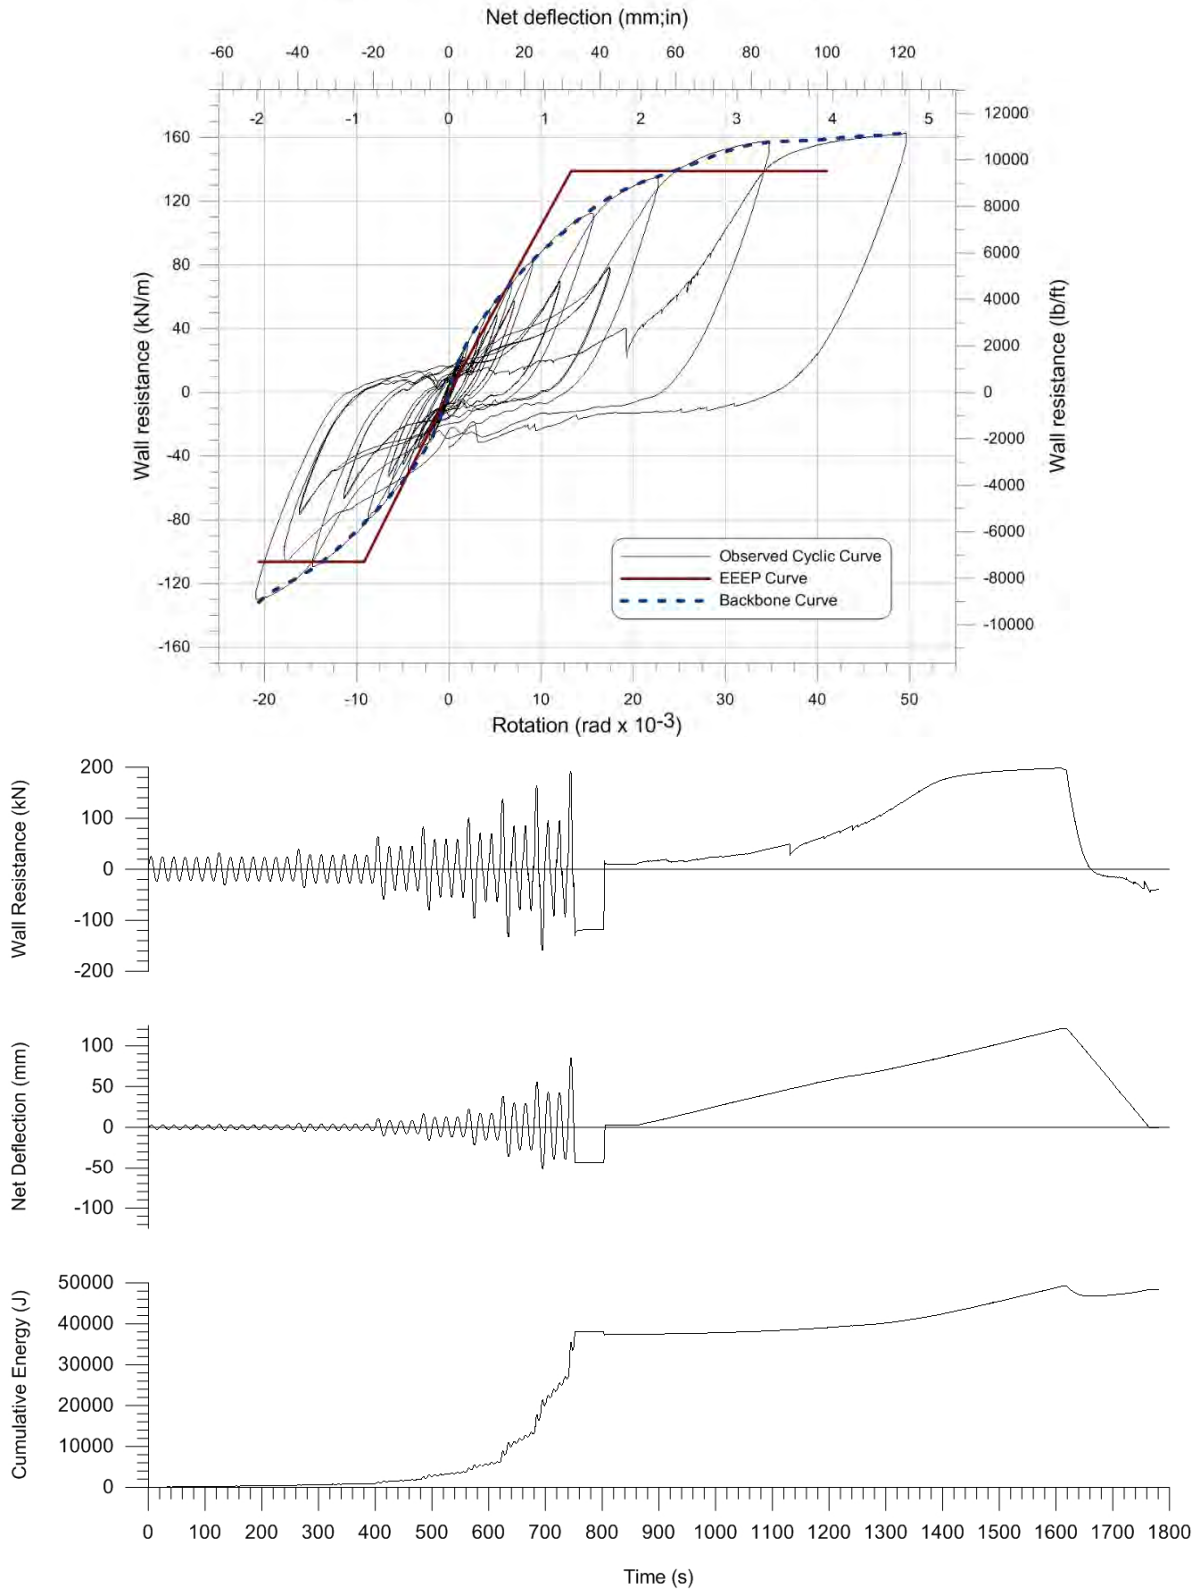 Net deflection (mm;in)
-60 -40 -20 0 20 40 60 80 100 120
-2 -1 0 1 2 3 4 5
160
120
80
40
0
-40
-80
-120
-160
Wall resistance (kN/m)
12000
10000
8000
6000
4000
2000
0
-2000
-4000
-6000
-8000
-10000
Wall resistance (lb/ft)
Observed Cyclic Curve
EEEP Curve
Backbone Curve
-20 -10 0 10 20 30 40 50
Rotation (rad x 10-3)
Wall Resistance (kN)
200
100
0
-100
-200
Net Deflection (mm)
100
50
0
-50
-100
Cumulative Energy (J)
50000
40000
30000
20000
10000
0
0 100 200 300 400 500 600 700 800 900 1000 1100 1200 1300 1400 1500 1600 1700 1800
Time (s)